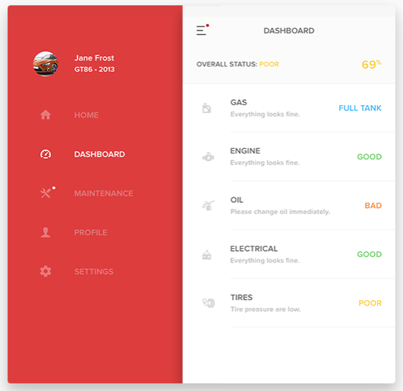 Jane Frost
GT86 - 2013
HOME
DASHBOARD
MAINTENANCE
PROFILE
SETTINGS
DASHBOARD
OVERALL STATUS: POOR 69%
GAS
Everything looks fine.
FULL TANK
ENGINE
Everything looks fine.
GOOD
OIL
Please change oil immediately.
BAD
ELECTRICAL
Everything looks fine.
GOOD
TIRES
Tire preasure are low.
POOR